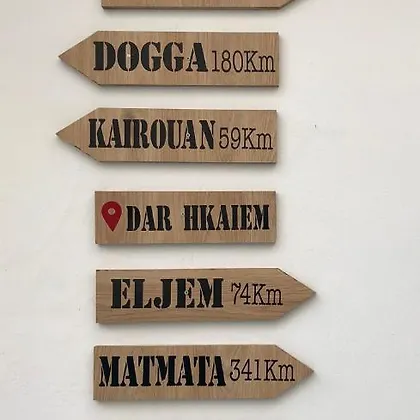 DOGGA 180Km
KAIROUAN 59Km
DAR HKAIEM
ELJEM 74Km
MATMATA 341Km